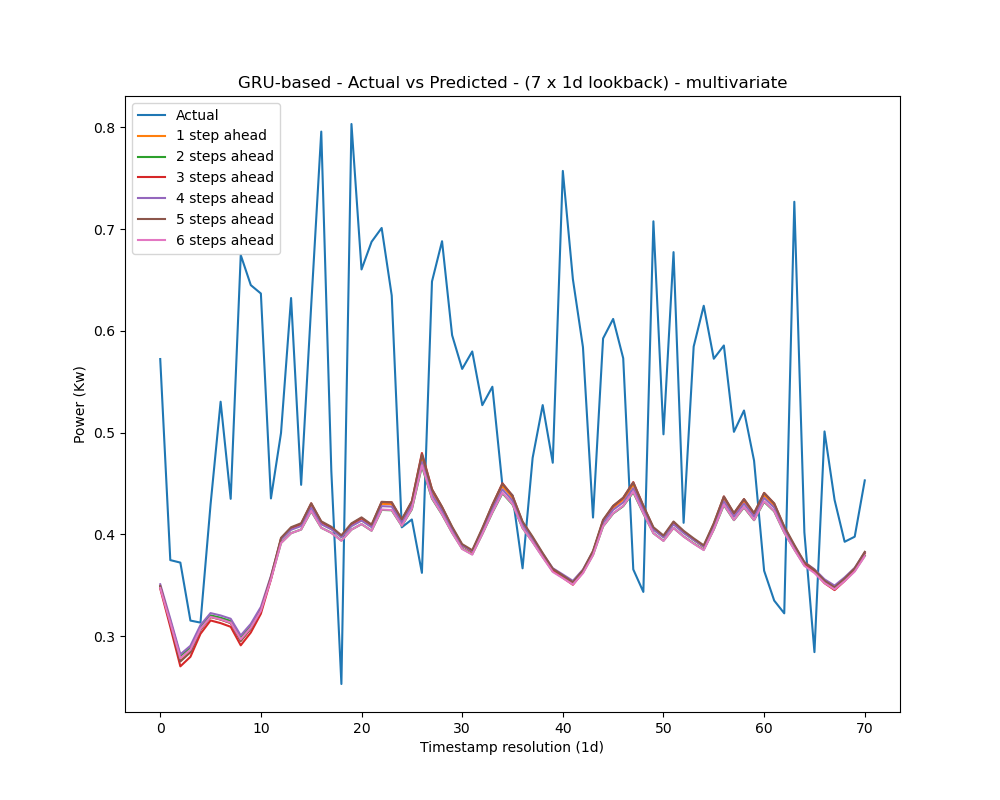 GRU-based - Actual vs Predicted - (7 x 1d lookback) - multivariate
Actual
1 step ahead
2 steps ahead
3 steps ahead
4 steps ahead
5 steps ahead
6 steps ahead
Power (Kw)
0.8
0.7
0.6
0.5
0.4
0.3
0 10 20 30 40 50 60 70
Timestamp resolution (1d)